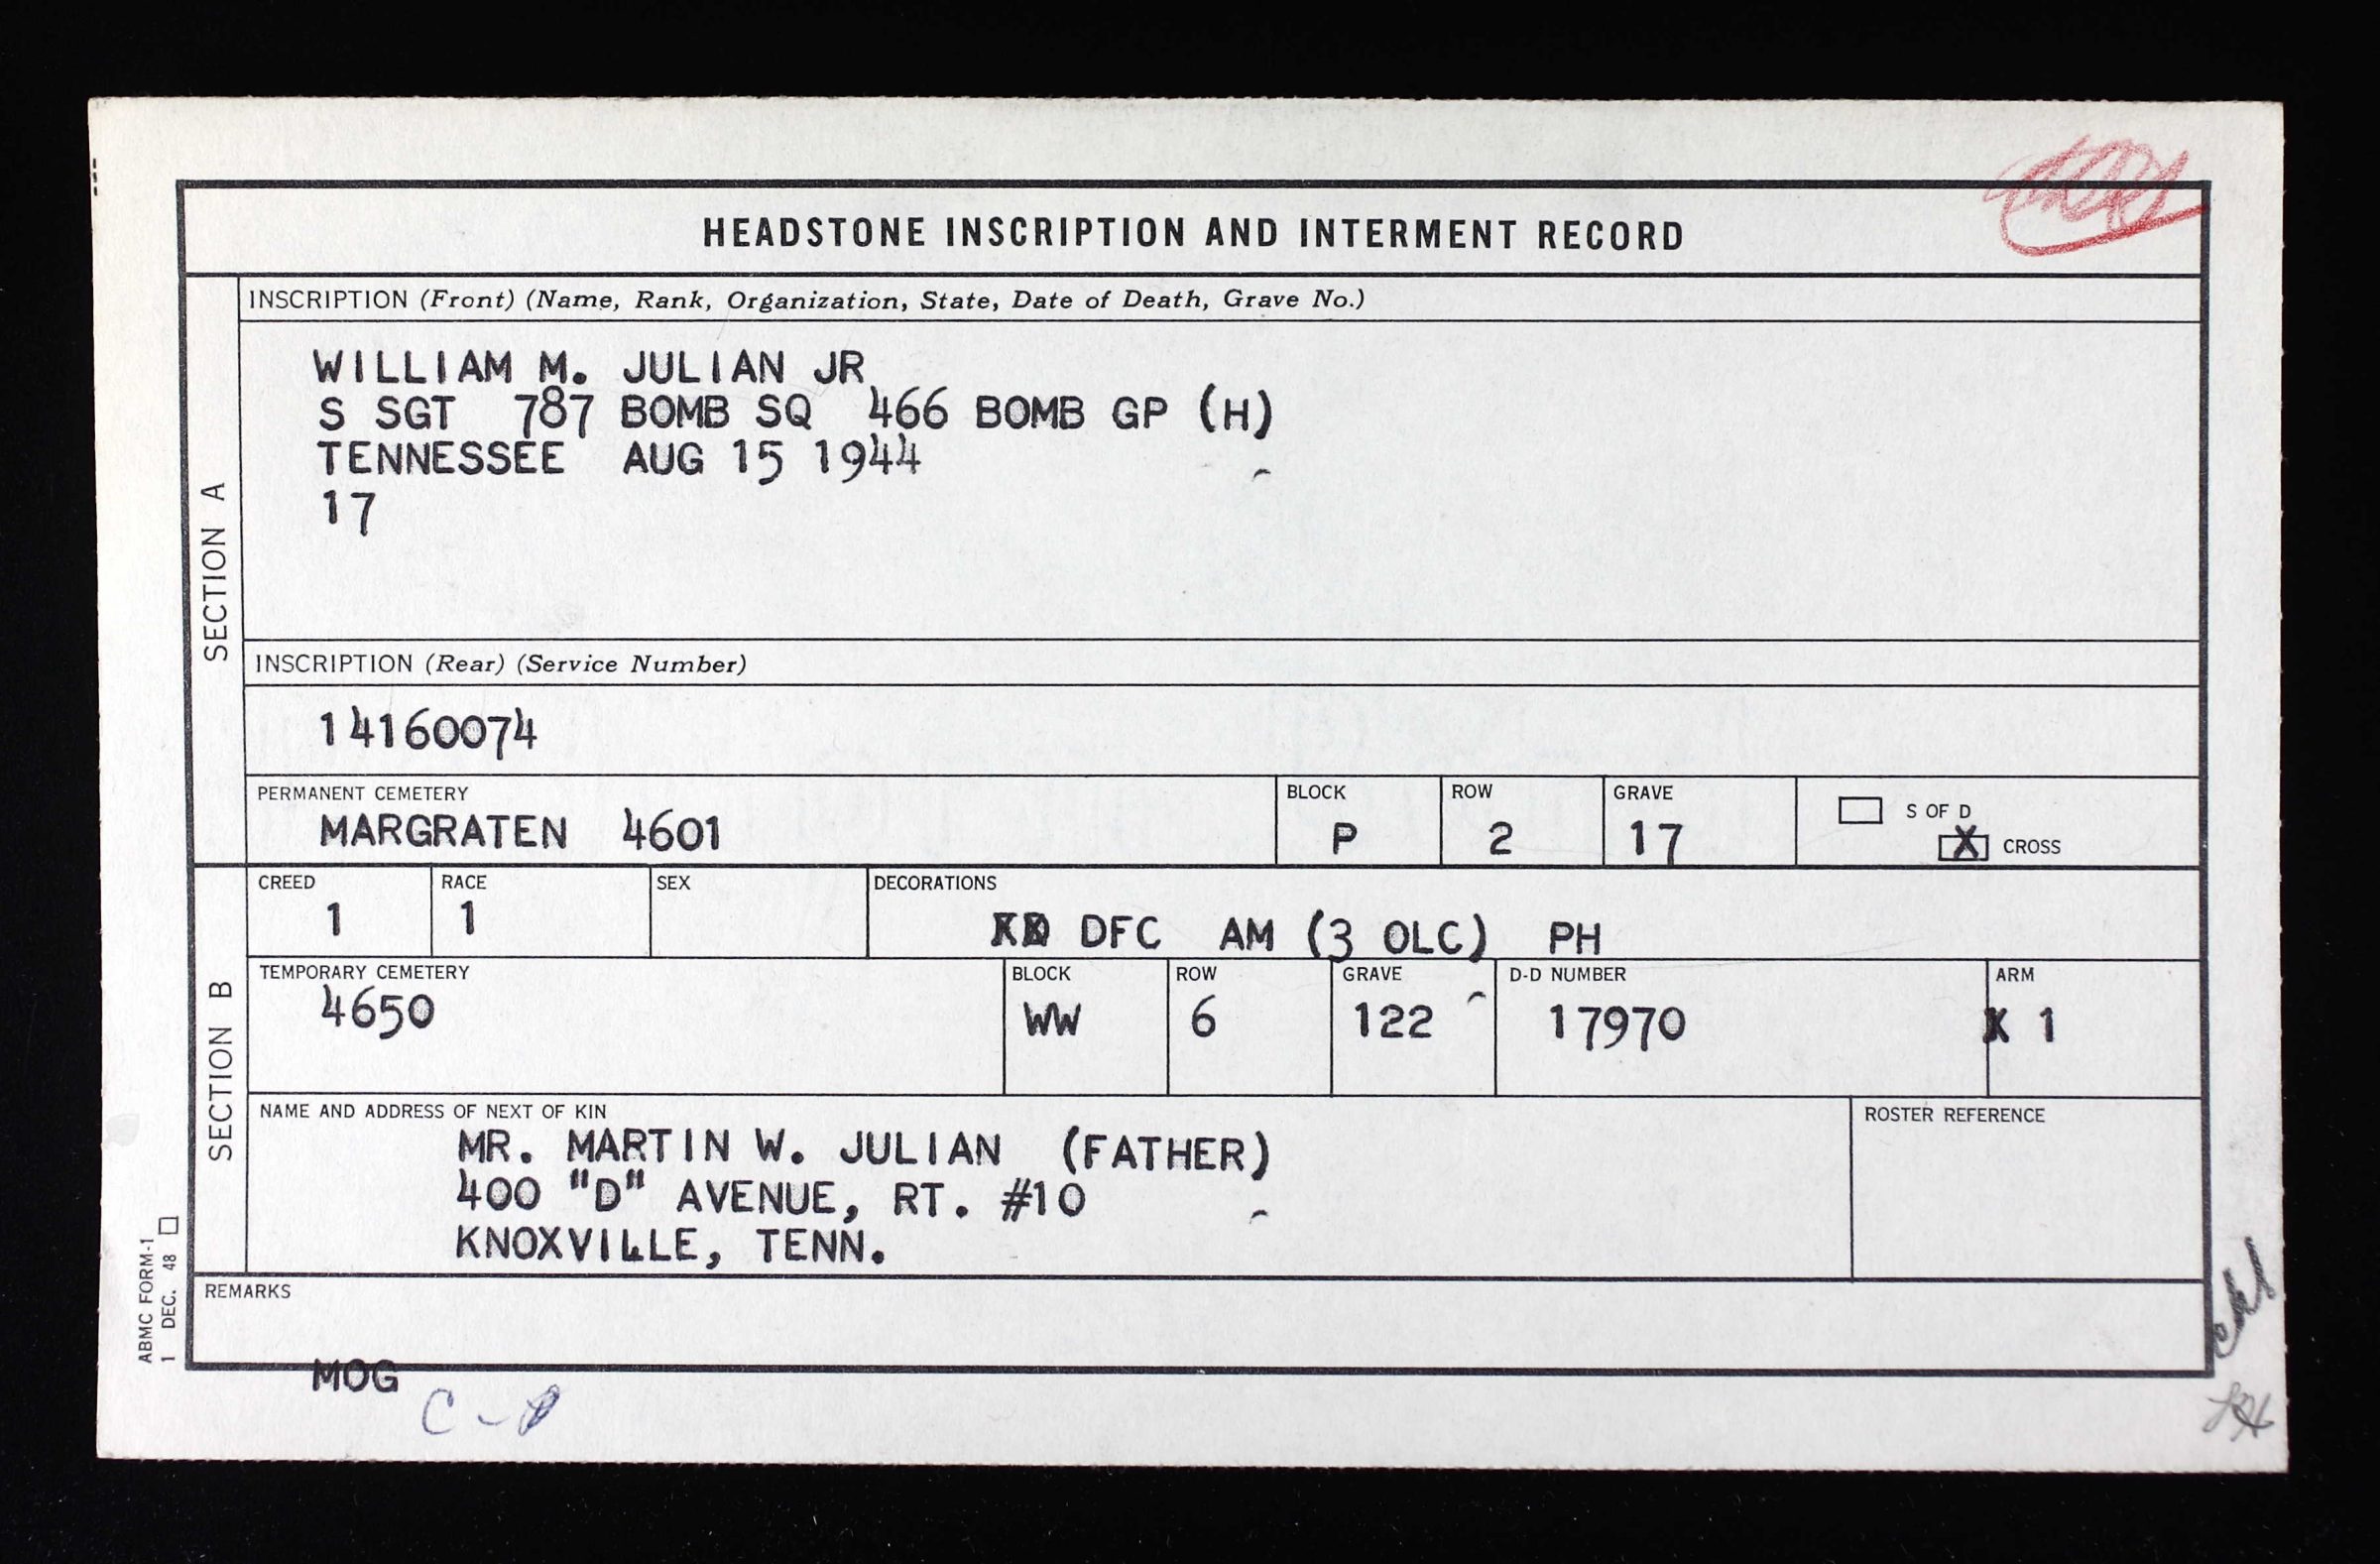 HEADSTONE INSCRIPTION AND INTERMENT RECORD
SECTION A
INSCRIPTION (Front) (Name, Rank, Organization, State, Date of Death, Grave No.)
WILLIAM M. JULIAN JR
S SGT 787 BOMB SQ 466 BOMB GP (H)
TENNESSEE AUG 15 1944
17
INSCRIPTION (Rear) (Service Number)
14160074
PERMANENT CEMETERY BLOCK ROW GRAVE
MARGRATEN 4601 P 2 17
S OF D
X CROSS
SECTION B
CREED RACE SEX DECORATIONS
1 1 DFC AM (3 OLC) PH
TEMPORARY CEMETERY BLOCK ROW GRAVE D-D NUMBER ARM
4650 WW 6 122 17970 X 1
NAME AND ADDRESS OF NEXT OF KIN ROSTER REFERENCE
MR. MARTIN W. JULIAN (FATHER)
400 "D" AVENUE, RT. #10
KNOXVILLE, TENN.
REMARKS
ABMC FORM-1
1 DEC. 48
MOG